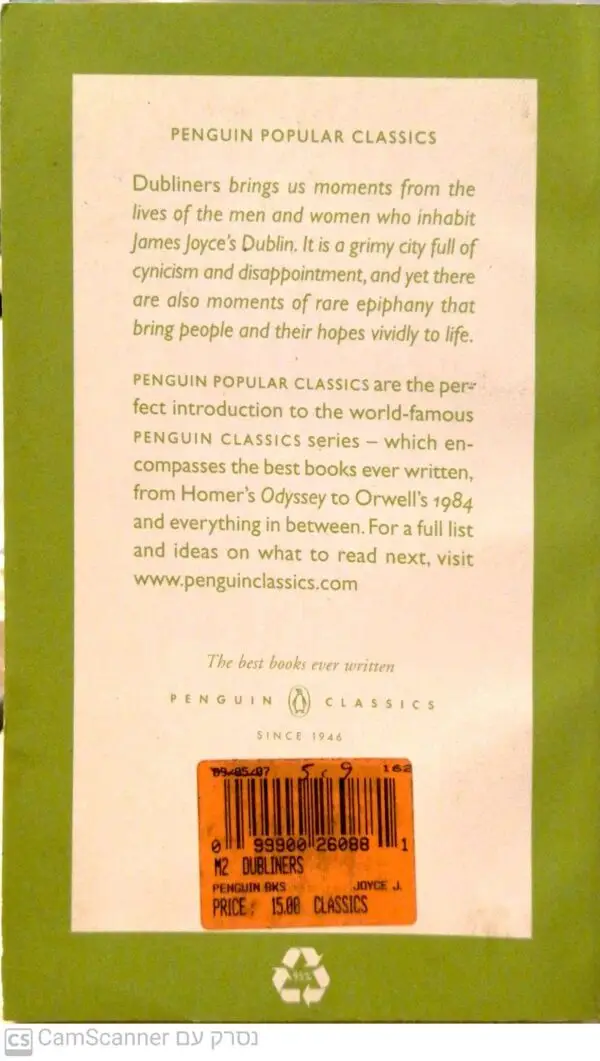 PENGUIN POPULAR CLASSICS
Dubliners brings us moments from the
lives of the men and women who inhabit
James Joyce's Dublin. It is a grimy city full of
cynicism and disappointment, and yet there
are also moments of rare epiphany that
bring people and their hopes vividly to life.
PENGUIN POPULAR CLASSICS are the per-
fect introduction to the world-famous
PENGUIN CLASSICS series – which en-
compasses the best books ever written,
from Homer's Odyssey to Orwell's 1984
and everything in between. For a full list
and ideas on what to read next, visit
www.penguinclassics.com
The best books ever written
PENGUIN CLASSICS
SINCE 1946
09-05-07 5.9 162
0 99900 26088 1
M2 DUBLINERS
PENGUIN BKS JOYCE J.
PRICE: 15.00 CLASSICS
CS CamScanner נסרק עם